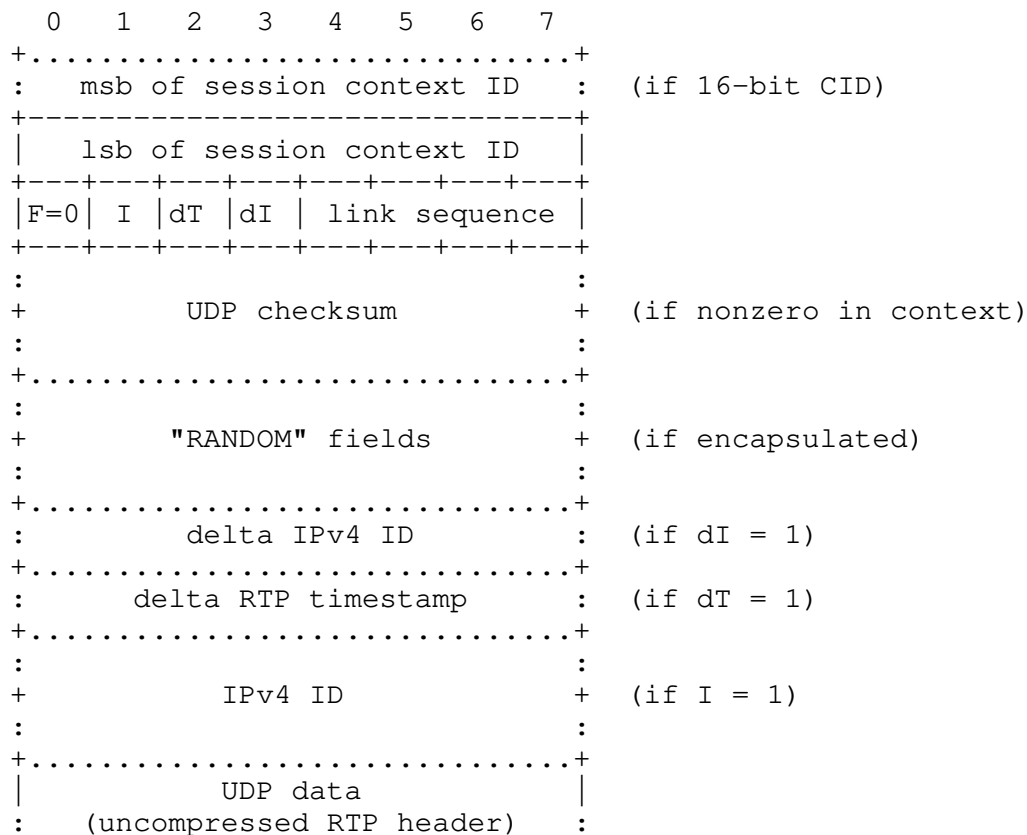 0   1   2   3   4   5   6   7
+...............................+
:   msb of session context ID   :  (if 16-bit CID)
+-------------------------------+
|   lsb of session context ID   |
+---+---+---+---+---+---+---+---+
|F=0| I |dT |dI | link sequence |
+---+---+---+---+---+---+---+---+
:                               :
+         UDP checksum          +  (if nonzero in context)
:                               :
+...............................+
:                               :
+        "RANDOM" fields        +  (if encapsulated)
:                               :
+...............................+
:         delta IPv4 ID         :  (if dI = 1)
+...............................+
:      delta RTP timestamp      :  (if dT = 1)
+...............................+
:                               :
+           IPv4 ID             +  (if I = 1)
:                               :
+...............................+
|           UDP data            |
:   (uncompressed RTP header)   :